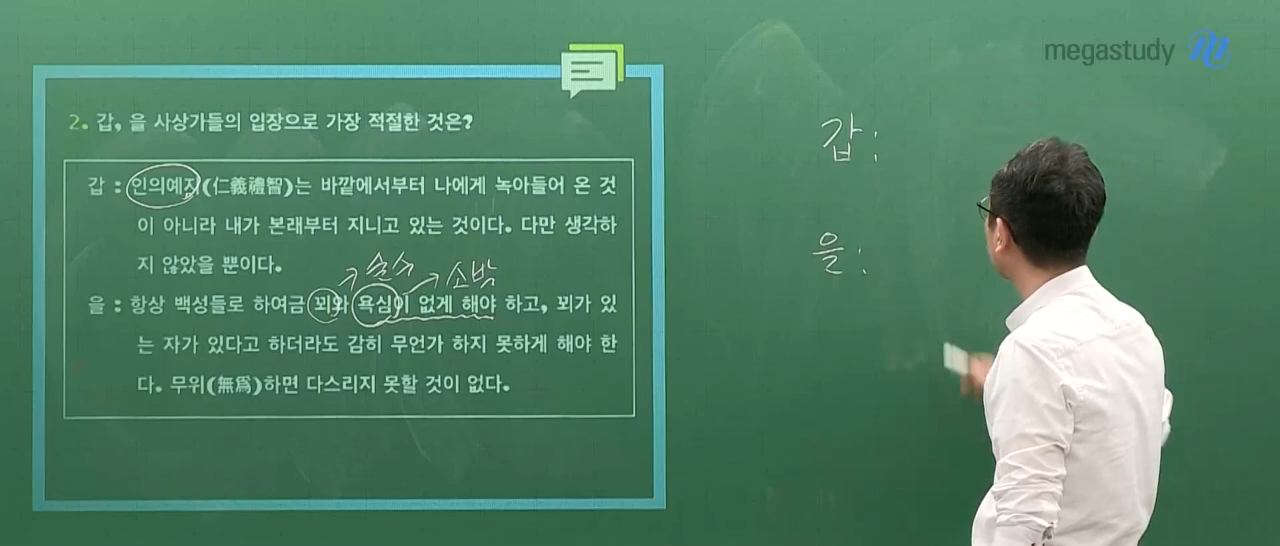 megastudy
2. 갑, 을 사상가들의 입장으로 가장 적절한 것은?
갑 : 인의예지(仁義禮智)는 바깥에서부터 나에게 녹아들어 온 것
이 아니라 내가 본래부터 지니고 있는 것이다. 다만 생각하
지 않았을 뿐이다.
순수 소박
을 : 항상 백성들로 하여금 꾀와 욕심이 없게 해야 하고, 꾀가 있
는 자가 있다고 하더라도 감히 무언가 하지 못하게 해야 한
다. 무위(無爲)하면 다스리지 못할 것이 없다.
갑:
을: